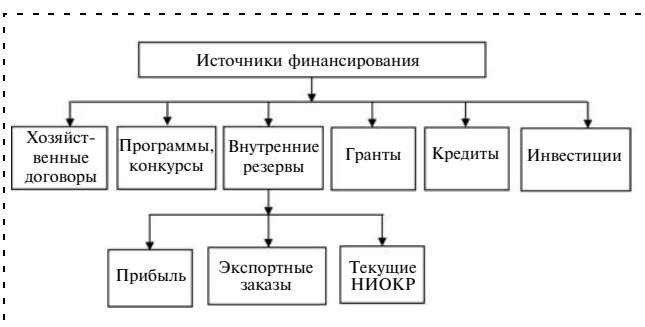 Источники финансирования
Хозяйст-
венные
договоры
Программы,
конкурсы
Внутренние
резервы
Гранты
Кредиты
Инвестиции
Прибыль
Экспортные
заказы
Текущие
НИОКР